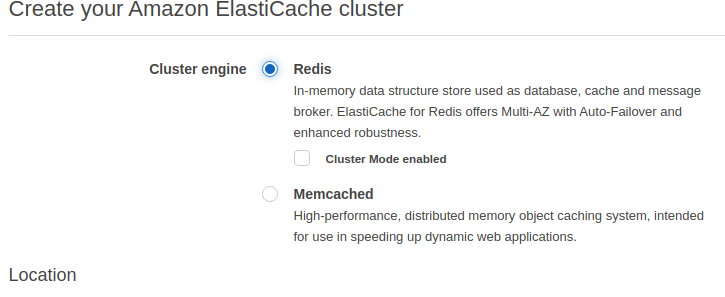 Create your Amazon ElastiCache cluster
Cluster engine Redis
In-memory data structure store used as database, cache and message
broker. ElastiCache for Redis offers Multi-AZ with Auto-Failover and
enhanced robustness.
Cluster Mode enabled
Memcached
High-performance, distributed memory object caching system, intended
for use in speeding up dynamic web applications.
Location